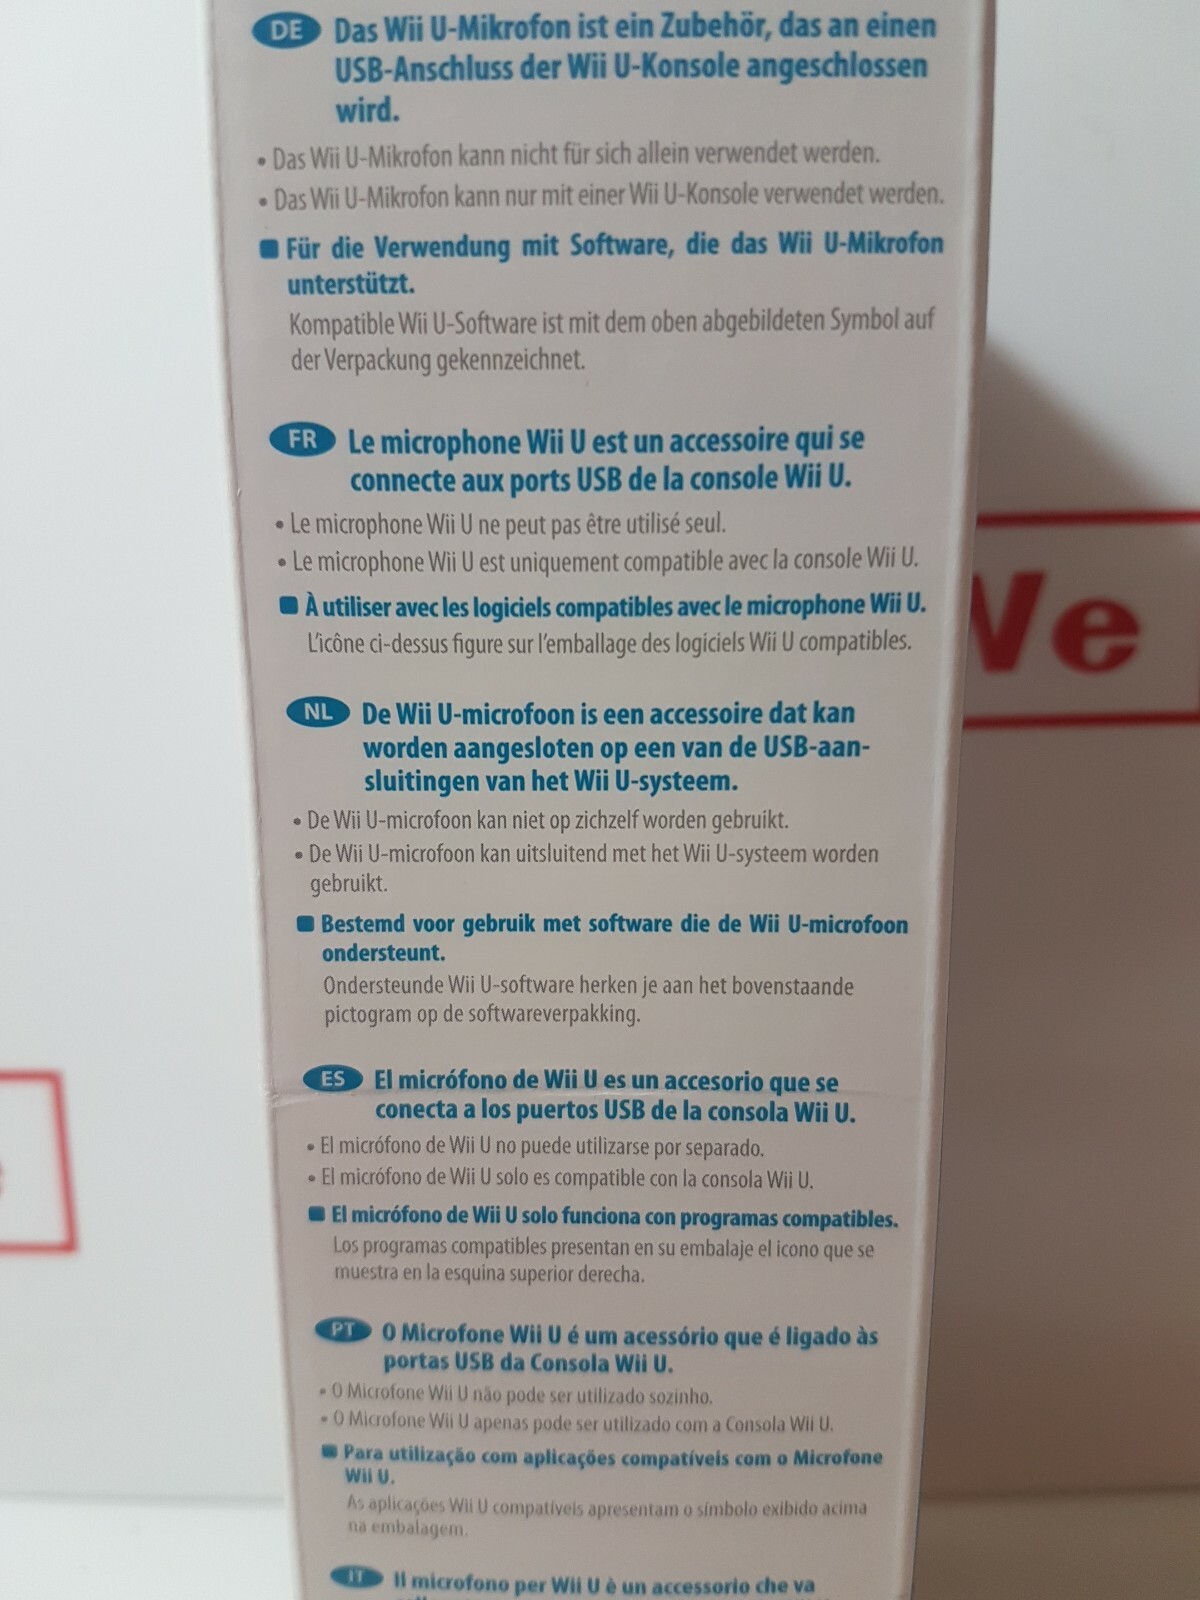 DE Das Wii U-Mikrofon ist ein Zubehör, das an einen
USB-Anschluss der Wii U-Konsole angeschlossen
wird.
• Das Wii U-Mikrofon kann nicht für sich allein verwendet werden.
• Das Wii U-Mikrofon kann nur mit einer Wii U-Konsole verwendet werden.
■ Für die Verwendung mit Software, die das Wii U-Mikrofon
unterstützt.
Kompatible Wii U-Software ist mit dem oben abgebildeten Symbol auf
der Verpackung gekennzeichnet.
FR Le microphone Wii U est un accessoire qui se
connecte aux ports USB de la console Wii U.
• Le microphone Wii U ne peut pas être utilisé seul.
• Le microphone Wii U est uniquement compatible avec la console Wii U.
■ À utiliser avec les logiciels compatibles avec le microphone Wii U.
L'icône ci-dessus figure sur l'emballage des logiciels Wii U compatibles.
NL De Wii U-microfoon is een accessoire dat kan
worden aangesloten op een van de USB-aan-
sluitingen van het Wii U-systeem.
• De Wii U-microfoon kan niet op zichzelf worden gebruikt.
• De Wii U-microfoon kan uitsluitend met het Wii U-systeem worden
gebruikt.
■ Bestemd voor gebruik met software die de Wii U-microfoon
ondersteunt.
Ondersteunde Wii U-software herken je aan het bovenstaande
pictogram op de softwareverpakking.
ES El micrófono de Wii U es un accesorio que se
conecta a los puertos USB de la consola Wii U.
• El micrófono de Wii U no puede utilizarse por separado.
• El micrófono de Wii U solo es compatible con la consola Wii U.
■ El micrófono de Wii U solo funciona con programas compatibles.
Los programas compatibles presentan en su embalaje el icono que se
muestra en la esquina superior derecha.
PT O Microfone Wii U é um acessório que é ligado às
portas USB da Consola Wii U.
• O Microfone Wii U não pode ser utilizado sozinho.
• O Microfone Wii U apenas pode ser utilizado com a Consola Wii U.
■ Para utilização com aplicações compatíveis com o Microfone
Wii U.
As aplicações Wii U compatíveis apresentam o símbolo exibido acima
na embalagem.
IT Il microfono per Wii U è un accessorio che va